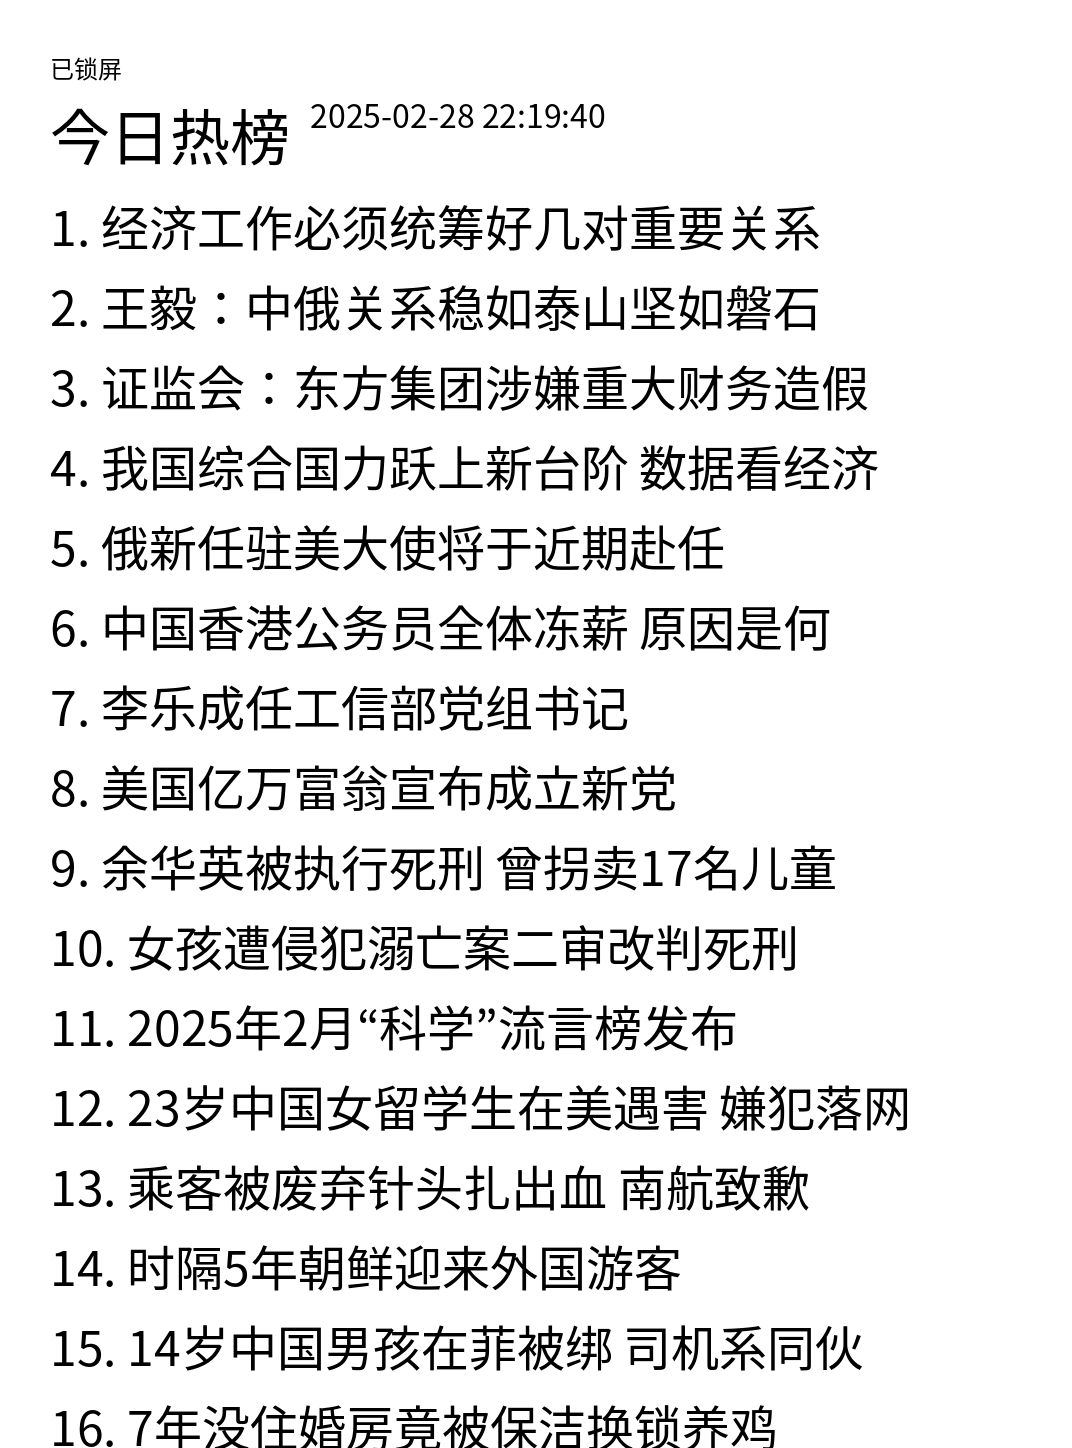 已锁屏
今日热榜 2025-02-28 22:19:40
1. 经济工作必须统筹好几对重要关系
2. 王毅：中俄关系稳如泰山坚如磐石
3. 证监会：东方集团涉嫌重大财务造假
4. 我国综合国力跃上新台阶 数据看经济
5. 俄新任驻美大使将于近期赴任
6. 中国香港公务员全体冻薪 原因是何
7. 李乐成任工信部党组书记
8. 美国亿万富翁宣布成立新党
9. 余华英被执行死刑 曾拐卖17名儿童
10. 女孩遭侵犯溺亡案二审改判死刑
11. 2025年2月“科学”流言榜发布
12. 23岁中国女留学生在美遇害 嫌犯落网
13. 乘客被废弃针头扎出血 南航致歉
14. 时隔5年朝鲜迎来外国游客
15. 14岁中国男孩在菲被绑 司机系同伙
16. 7年没住婚房竟被保洁换锁养鸡